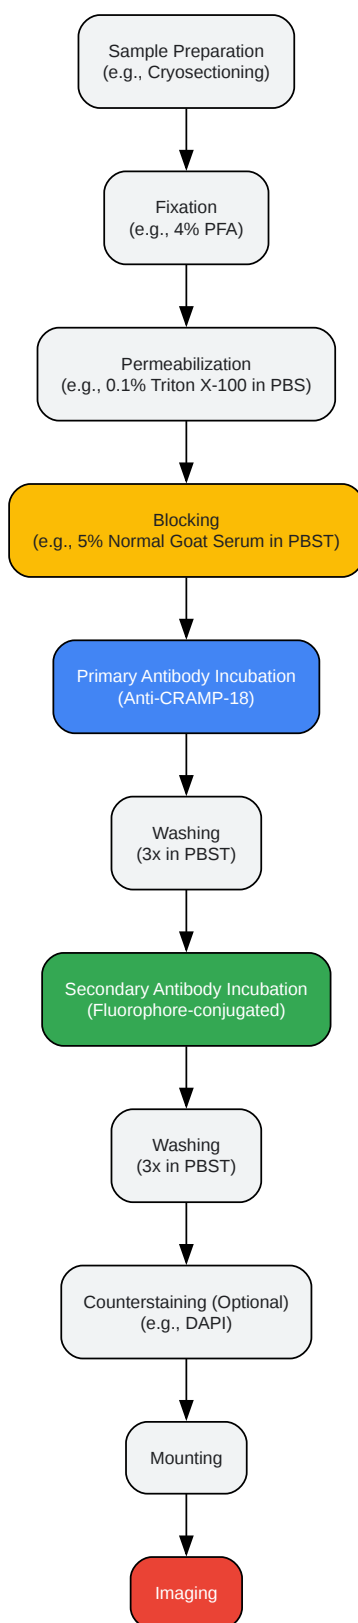 Sample Preparation
(e.g., Cryosectioning)
Fixation
(e.g., 4% PFA)
Permeabilization
(e.g., 0.1% Triton X-100 in PBS)
Blocking
(e.g., 5% Normal Goat Serum in PBST)
Primary Antibody Incubation
(Anti-CRAMP-18)
Washing
(3x in PBST)
Secondary Antibody Incubation
(Fluorophore-conjugated)
Washing
(3x in PBST)
Counterstaining (Optional)
(e.g., DAPI)
Mounting
Imaging